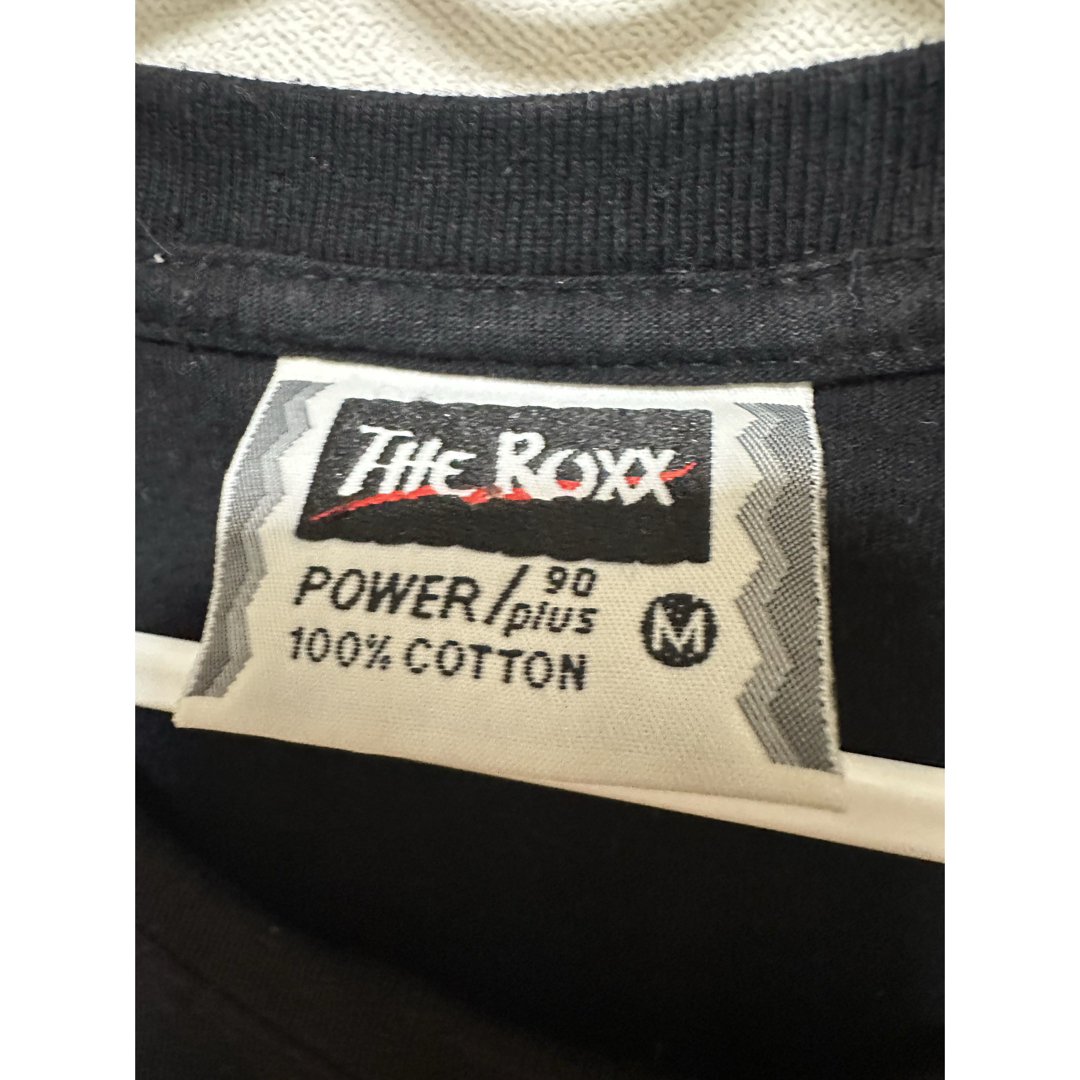 THE ROXX
POWER/90 plus
100% COTTON
M